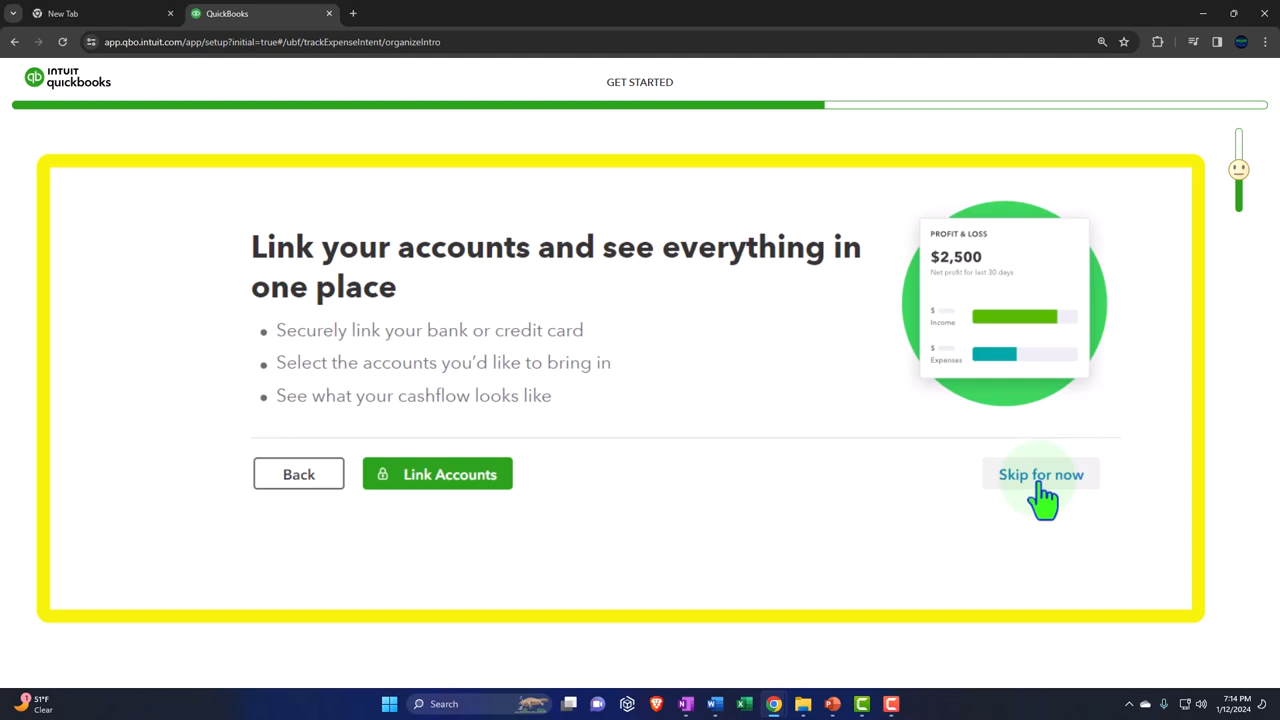 New Tab
QuickBooks
app.qbo.intuit.com/app/setup?initial=true#/ubf/trackExpenseIntent/organizeIntro
qb INTUIT
quickbooks
GET STARTED
Link your accounts and see everything in
one place
Securely link your bank or credit card
Select the accounts you'd like to bring in
See what your cashflow looks like
PROFIT & LOSS
$2,500
Net profit for last 30 days
$
Income
$
Expenses
Back
Link Accounts
Skip for now
1
51°F
Clear
Search
7:14 PM
1/12/2024